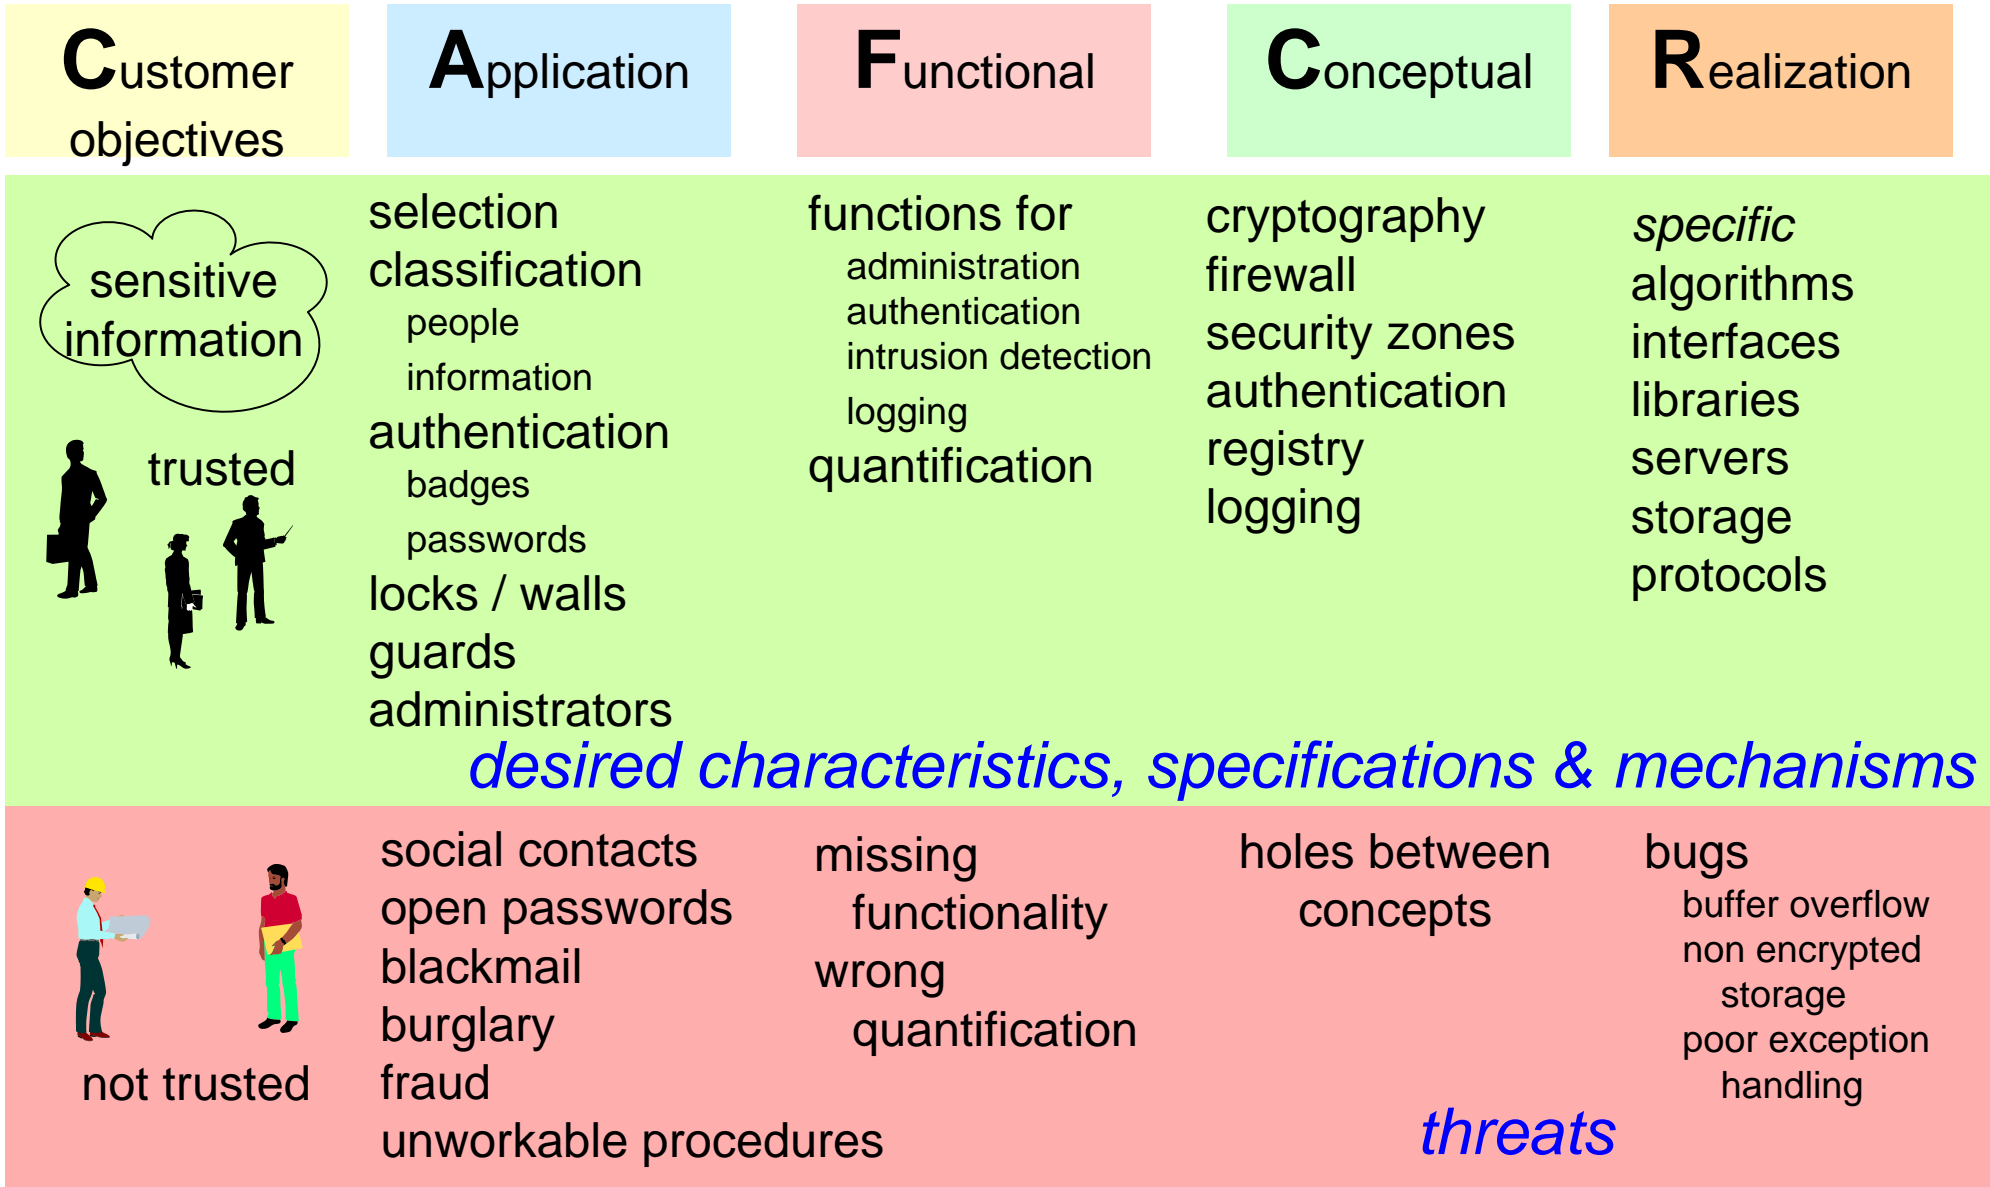 Customer
objectives
Application
Functional
Conceptual
Realization
sensitive
information
trusted
selection
classification
people
information
authentication
badges
passwords
locks / walls
guards
administrators
functions for
administration
authentication
intrusion detection
logging
quantification
cryptography
firewall
security zones
authentication
registry
logging
specific
algorithms
interfaces
libraries
servers
storage
protocols
desired characteristics, specifications & mechanisms
not trusted
social contacts
open passwords
blackmail
burglary
fraud
unworkable procedures
missing
functionality
wrong
quantification
holes between
concepts
bugs
buffer overflow
non encrypted
storage
poor exception
handling
threats